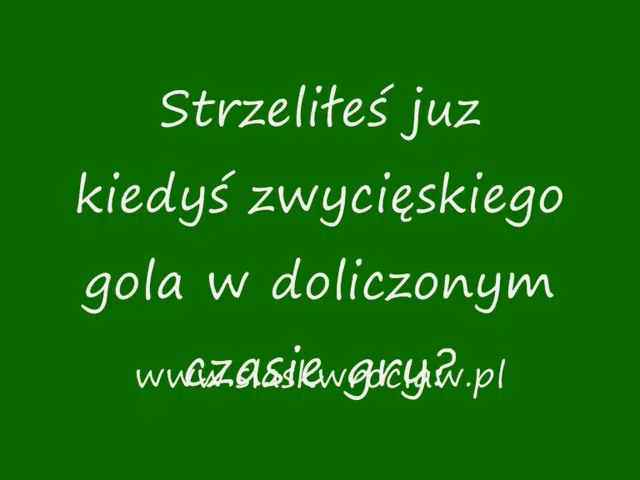 Strzeliłeś juz
kiedyś zwycięskiego
gola w doliczonym
czasie gry?
www.slaskwroclaw.pl